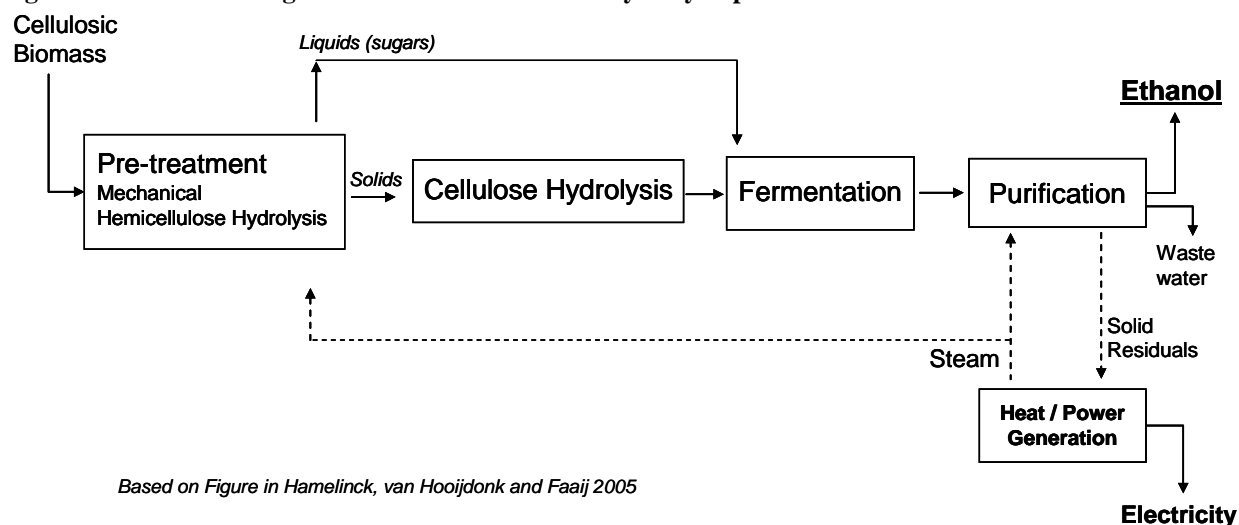 Cellulosic
Biomass
Liquids (sugars)
Ethanol
Pre-treatment
Mechanical
Hemicellulose Hydrolysis
Solids
Cellulose Hydrolysis
Fermentation
Purification
Waste
water
Solid
Residuals
Steam
Heat / Power
Generation
Based on Figure in Hamelinck, van Hooijdonk and Faaij 2005
Electricity